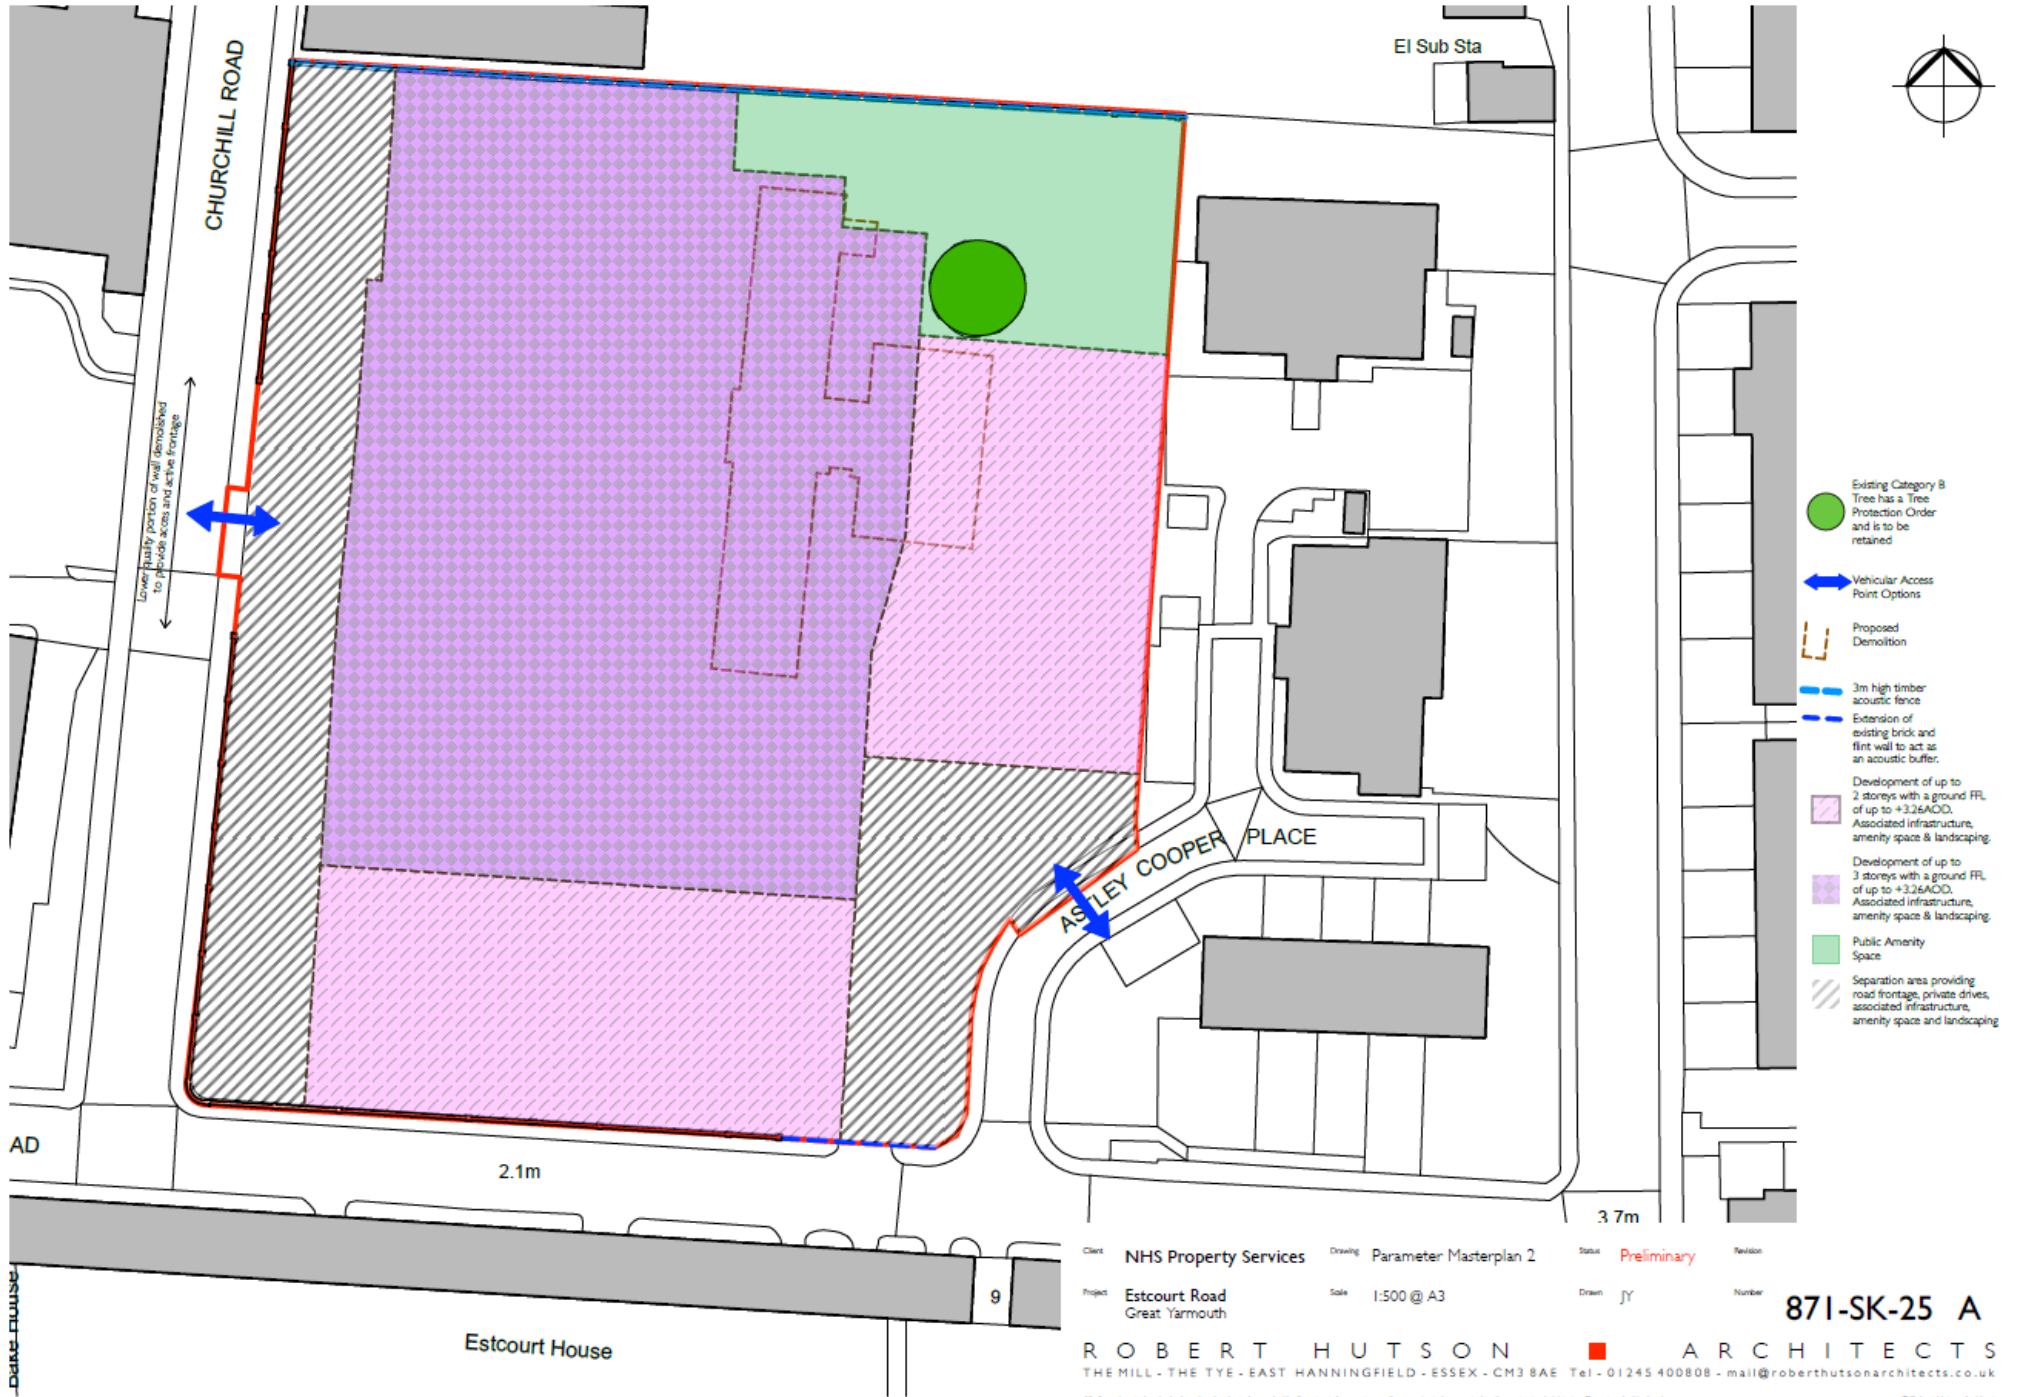 El Sub Sta
CHURCHILL ROAD
Lower quality portion of wall demolished
to provide access and active frontage
ASTLEY COOPER PLACE
AD
2.1m
3.7m
9
Estcourt House
Existing Category B
Tree has a Tree
Protection Order
and is to be
retained
Vehicular Access
Point Options
Proposed
Demolition
3m high timber
acoustic fence
Extension of
existing brick and
flint wall to act as
an acoustic buffer.
Development of up to
2 storeys with a ground FFL
of up to +3.26AOD.
Associated infrastructure,
amenity space & landscaping.
Development of up to
3 storeys with a ground FFL
of up to +3.26AOD.
Associated infrastructure,
amenity space & landscaping.
Public Amenity
Space
Separation area providing
road frontage, private drives,
associated infrastructure,
amenity space and landscaping
Client NHS Property Services Drawing Parameter Masterplan 2 Status Preliminary Revision
Project Estcourt Road Scale 1:500 @ A3 Drawn JY Number 871-SK-25 A
Great Yarmouth
ROBERT HUTSON ARCHITECTS
THE MILL - THE TYE - EAST HANNINGFIELD - ESSEX - CM3 8AE Tel - 01245 400808 - mail@roberthutsonarchitects.co.uk